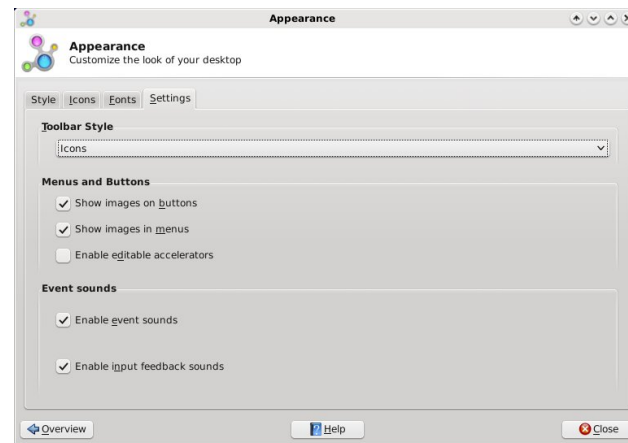 Appearance
Appearance
Customize the look of your desktop
Style Icons Fonts Settings
Toolbar Style
Icons
Menus and Buttons
Show images on buttons
Show images in menus
Enable editable accelerators
Event sounds
Enable event sounds
Enable input feedback sounds
Overview Help Close